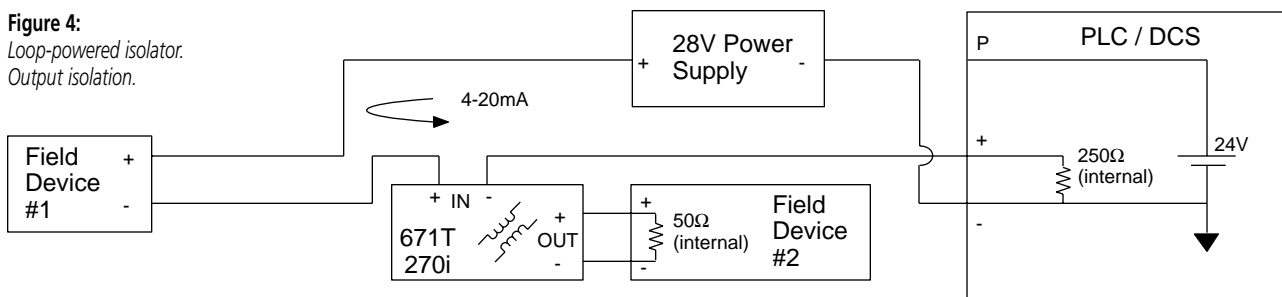 Figure 4:
Loop-powered isolator.
Output isolation.
28V Power
Supply
+
-
PLC / DCS
P
4-20mA
Field
Device
#1
+
-
+ IN -
671T
270i
+
OUT
-
+
50Ω
(internal)
-
Field
Device
#2
+
250Ω
(internal)
24V
-